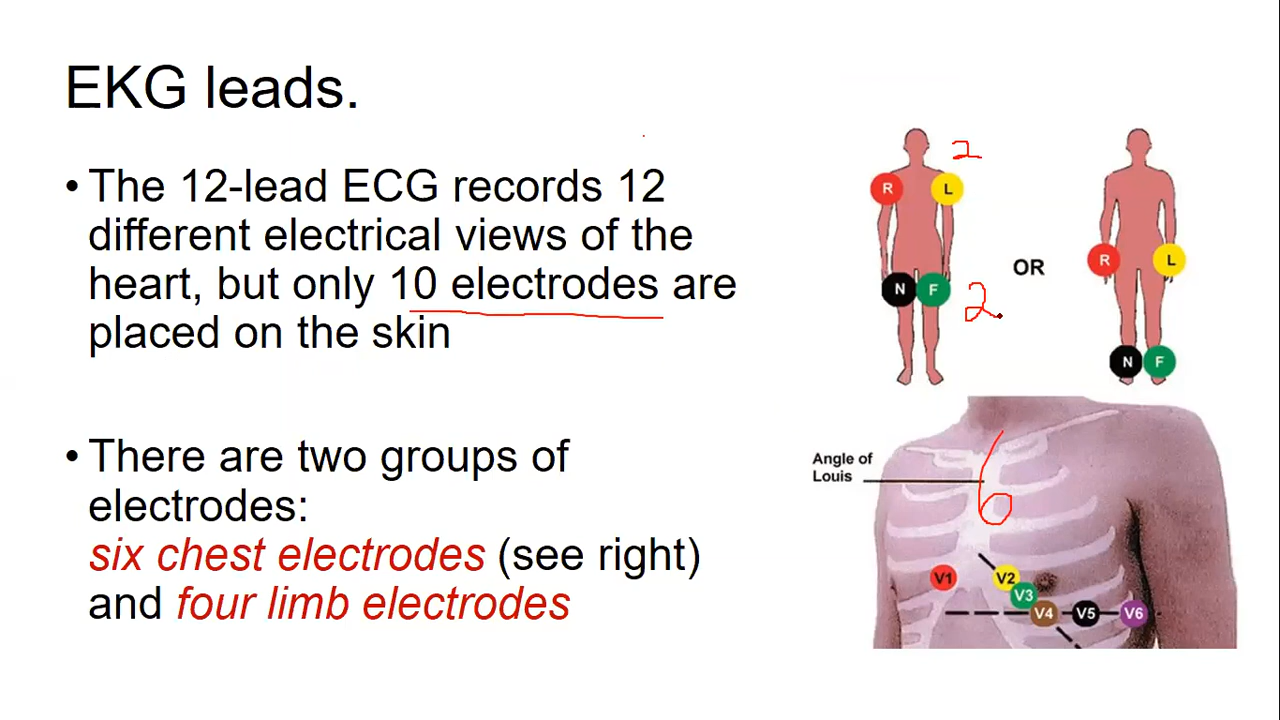 EKG leads.
• The 12-lead ECG records 12
different electrical views of the
heart, but only 10 electrodes are
placed on the skin
• There are two groups of
electrodes:
six chest electrodes (see right)
and four limb electrodes
2
R L
N F
2
OR
R L
N F
Angle of
Louis
6
V1 V2
V3
V4 V5 V6